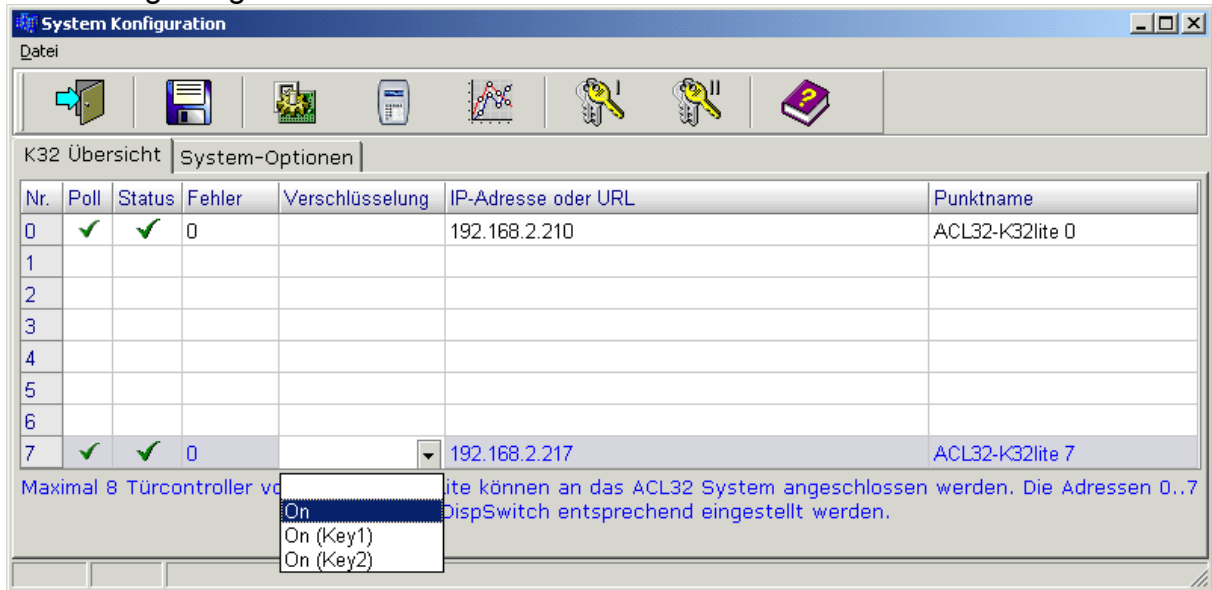 System Konfiguration
Datei
I II
K32 Übersicht System-Optionen
Nr. Poll Status Fehler Verschlüsselung IP-Adresse oder URL Punktname
0 0 192.168.2.210 ACL32-K32lite 0
1
2
3
4
5
6
7 0 192.168.2.217 ACL32-K32lite 7
Maximal 8 Türcontroller können an das ACL32 System angeschlossen werden. Die Adressen 0..7
On DispSwitch entsprechend eingestellt werden.
On (Key1)
On (Key2)